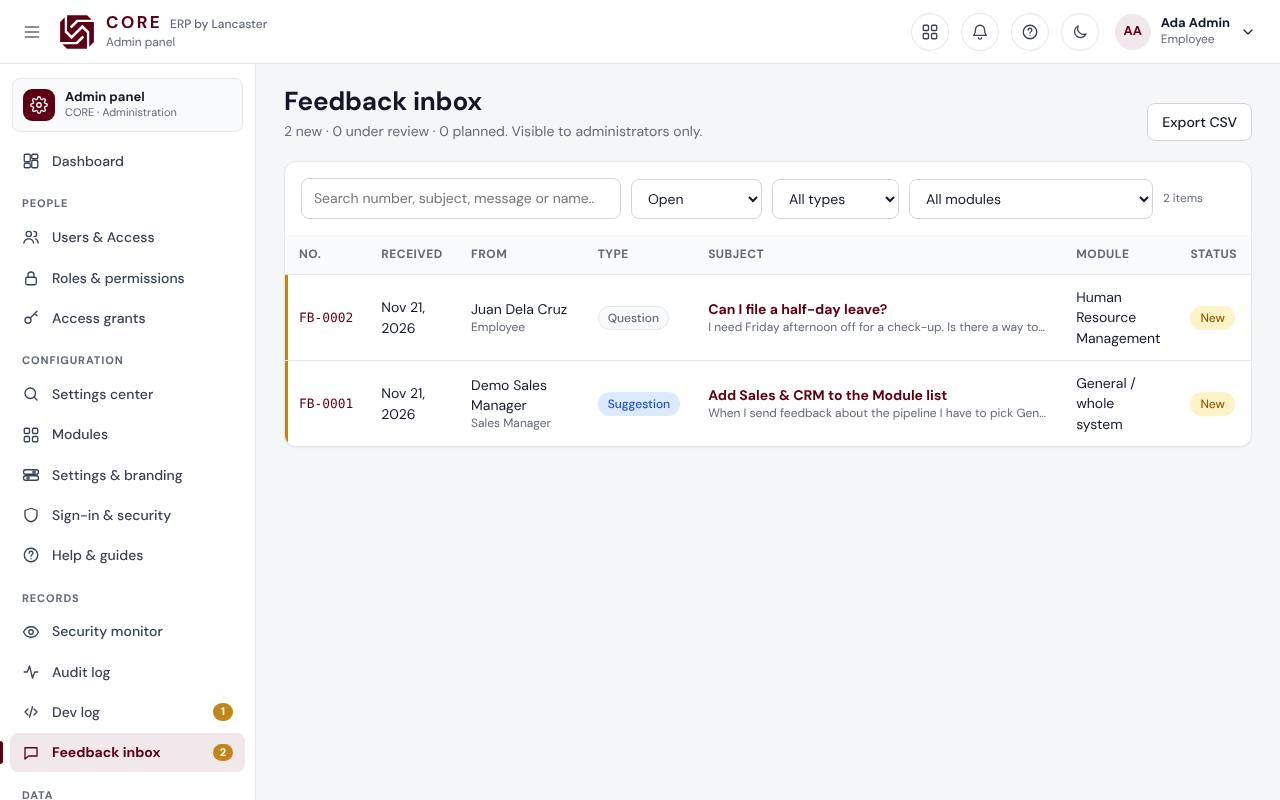 CORE ERP by Lancaster
Admin panel
AA
Ada Admin
Employee
Admin panel
CORE · Administration
Dashboard
PEOPLE
Users & Access
Roles & permissions
Access grants
CONFIGURATION
Settings center
Modules
Settings & branding
Sign-in & security
Help & guides
RECORDS
Security monitor
Audit log
Dev log 1
Feedback inbox 2
DATA
Feedback inbox
2 new · 0 under review · 0 planned. Visible to administrators only.
Export CSV
Search number, subject, message or name..
Open
All types
All modules
2 items
NO. RECEIVED FROM TYPE SUBJECT MODULE STATUS
FB-0002
Nov 21,
2026
Juan Dela Cruz
Employee
Question
Can I file a half-day leave?
I need Friday afternoon off for a check-up. Is there a way to...
Human
Resource
Management
New
FB-0001
Nov 21,
2026
Demo Sales
Manager
Sales Manager
Suggestion
Add Sales & CRM to the Module list
When I send feedback about the pipeline I have to pick Gen...
General /
whole
system
New